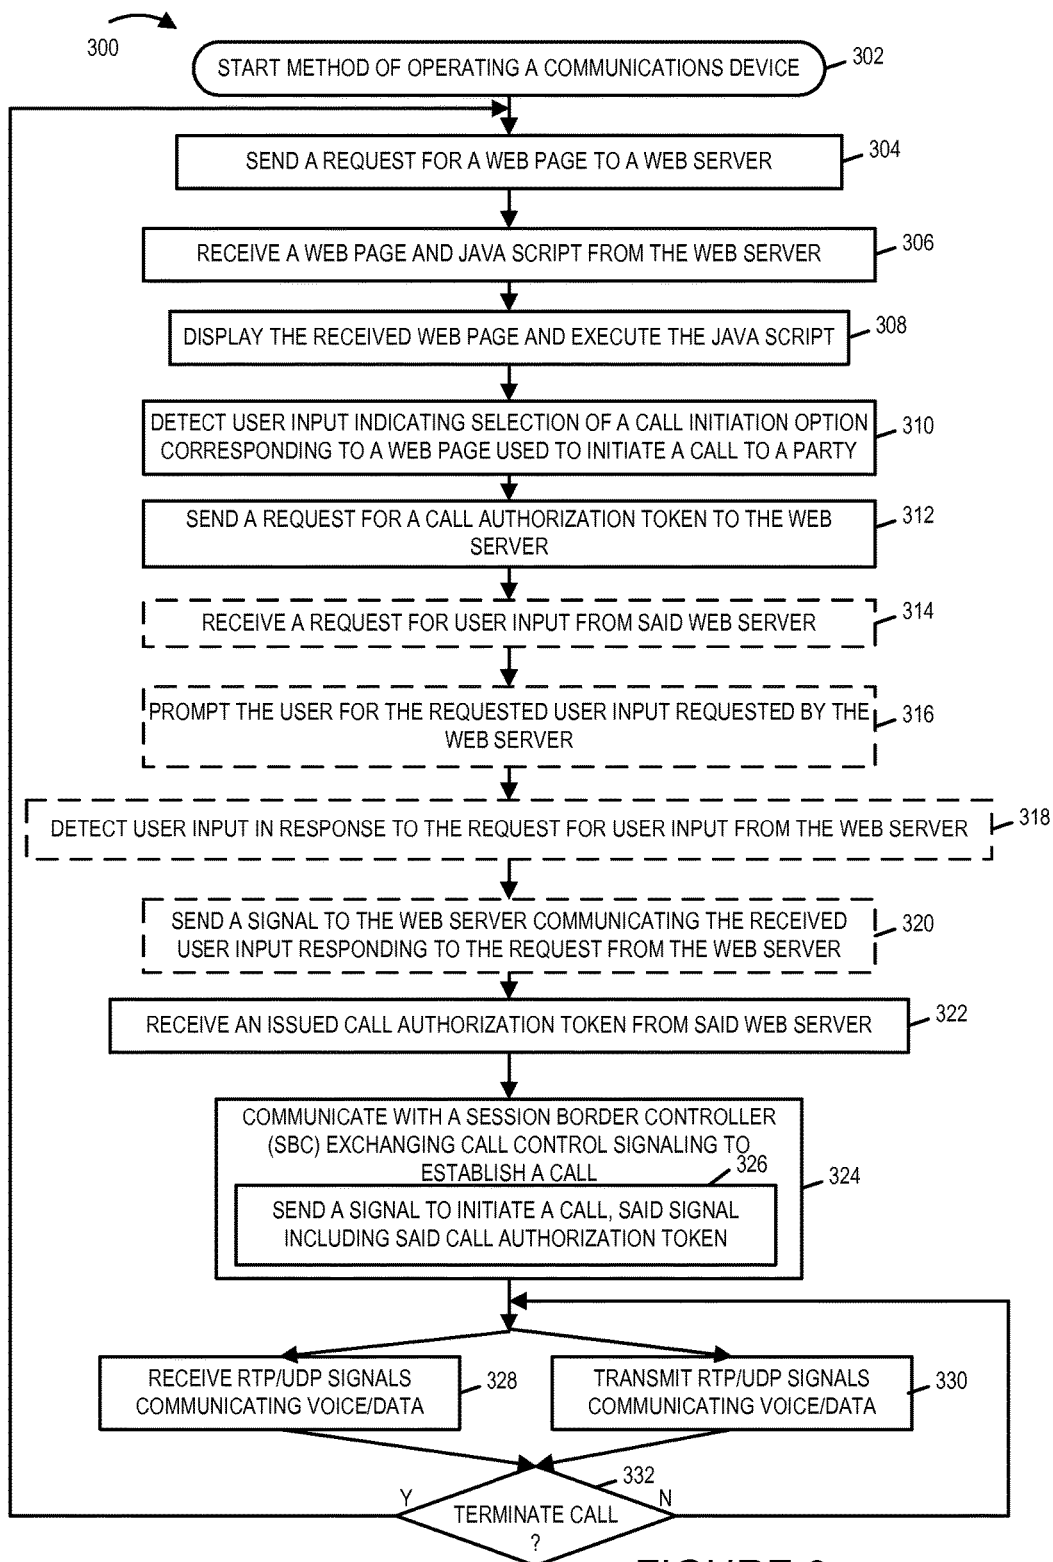 300
START METHOD OF OPERATING A COMMUNICATIONS DEVICE
302
SEND A REQUEST FOR A WEB PAGE TO A WEB SERVER
304
RECEIVE A WEB PAGE AND JAVA SCRIPT FROM THE WEB SERVER
306
DISPLAY THE RECEIVED WEB PAGE AND EXECUTE THE JAVA SCRIPT
308
DETECT USER INPUT INDICATING SELECTION OF A CALL INITIATION OPTION
CORRESPONDING TO A WEB PAGE USED TO INITIATE A CALL TO A PARTY
310
SEND A REQUEST FOR A CALL AUTHORIZATION TOKEN TO THE WEB
SERVER
312
RECEIVE A REQUEST FOR USER INPUT FROM SAID WEB SERVER
314
PROMPT THE USER FOR THE REQUESTED USER INPUT REQUESTED BY THE
WEB SERVER
316
DETECT USER INPUT IN RESPONSE TO THE REQUEST FOR USER INPUT FROM THE WEB SERVER
318
SEND A SIGNAL TO THE WEB SERVER COMMUNICATING THE RECEIVED
USER INPUT RESPONDING TO THE REQUEST FROM THE WEB SERVER
320
RECEIVE AN ISSUED CALL AUTHORIZATION TOKEN FROM SAID WEB SERVER
322
COMMUNICATE WITH A SESSION BORDER CONTROLLER
(SBC) EXCHANGING CALL CONTROL SIGNALING TO
ESTABLISH A CALL
324
326
SEND A SIGNAL TO INITIATE A CALL, SAID SIGNAL
INCLUDING SAID CALL AUTHORIZATION TOKEN
RECEIVE RTP/UDP SIGNALS
COMMUNICATING VOICE/DATA
328
TRANSMIT RTP/UDP SIGNALS
COMMUNICATING VOICE/DATA
330
332
Y
N
TERMINATE CALL
?